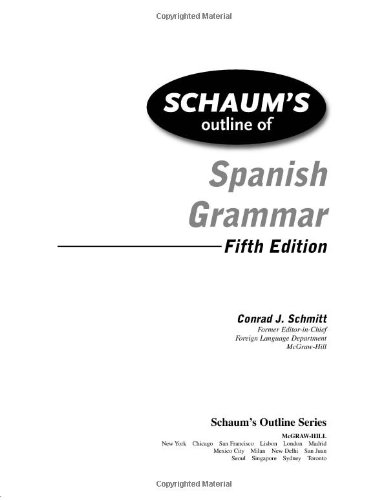 Copyrighted Material
SCHAUM'S
outline of
Spanish
Grammar
Fifth Edition
Conrad J. Schmitt
Former Editor-in-Chief
Foreign Language Department
McGraw-Hill
Schaum's Outline Series
McGRAW-HILL
New York Chicago San Francisco Lisbon London Madrid
Mexico City Milan New Delhi San Juan
Seoul Singapore Sydney Toronto
Copyrighted Material